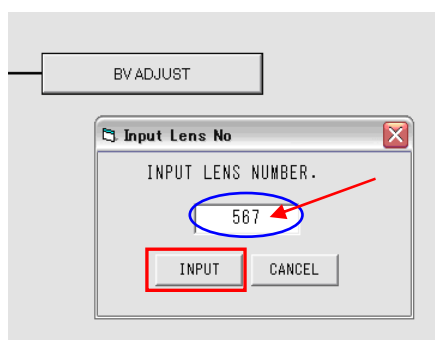 BV ADJUST
Input Lens No
INPUT LENS NUMBER.
567
INPUT CANCEL